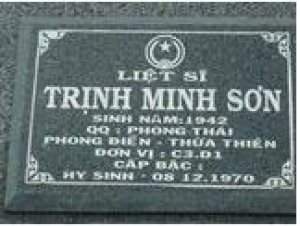 LIỆT SĨ
TRỊNH MINH SƠN
SINH NĂM:1942
QQ : PHONG THÁI
PHONG ĐIỀN - THỪA THIÊN
ĐƠN VỊ : C3.D1
CẤP BẬC :
HY SINH - 08 12.1970